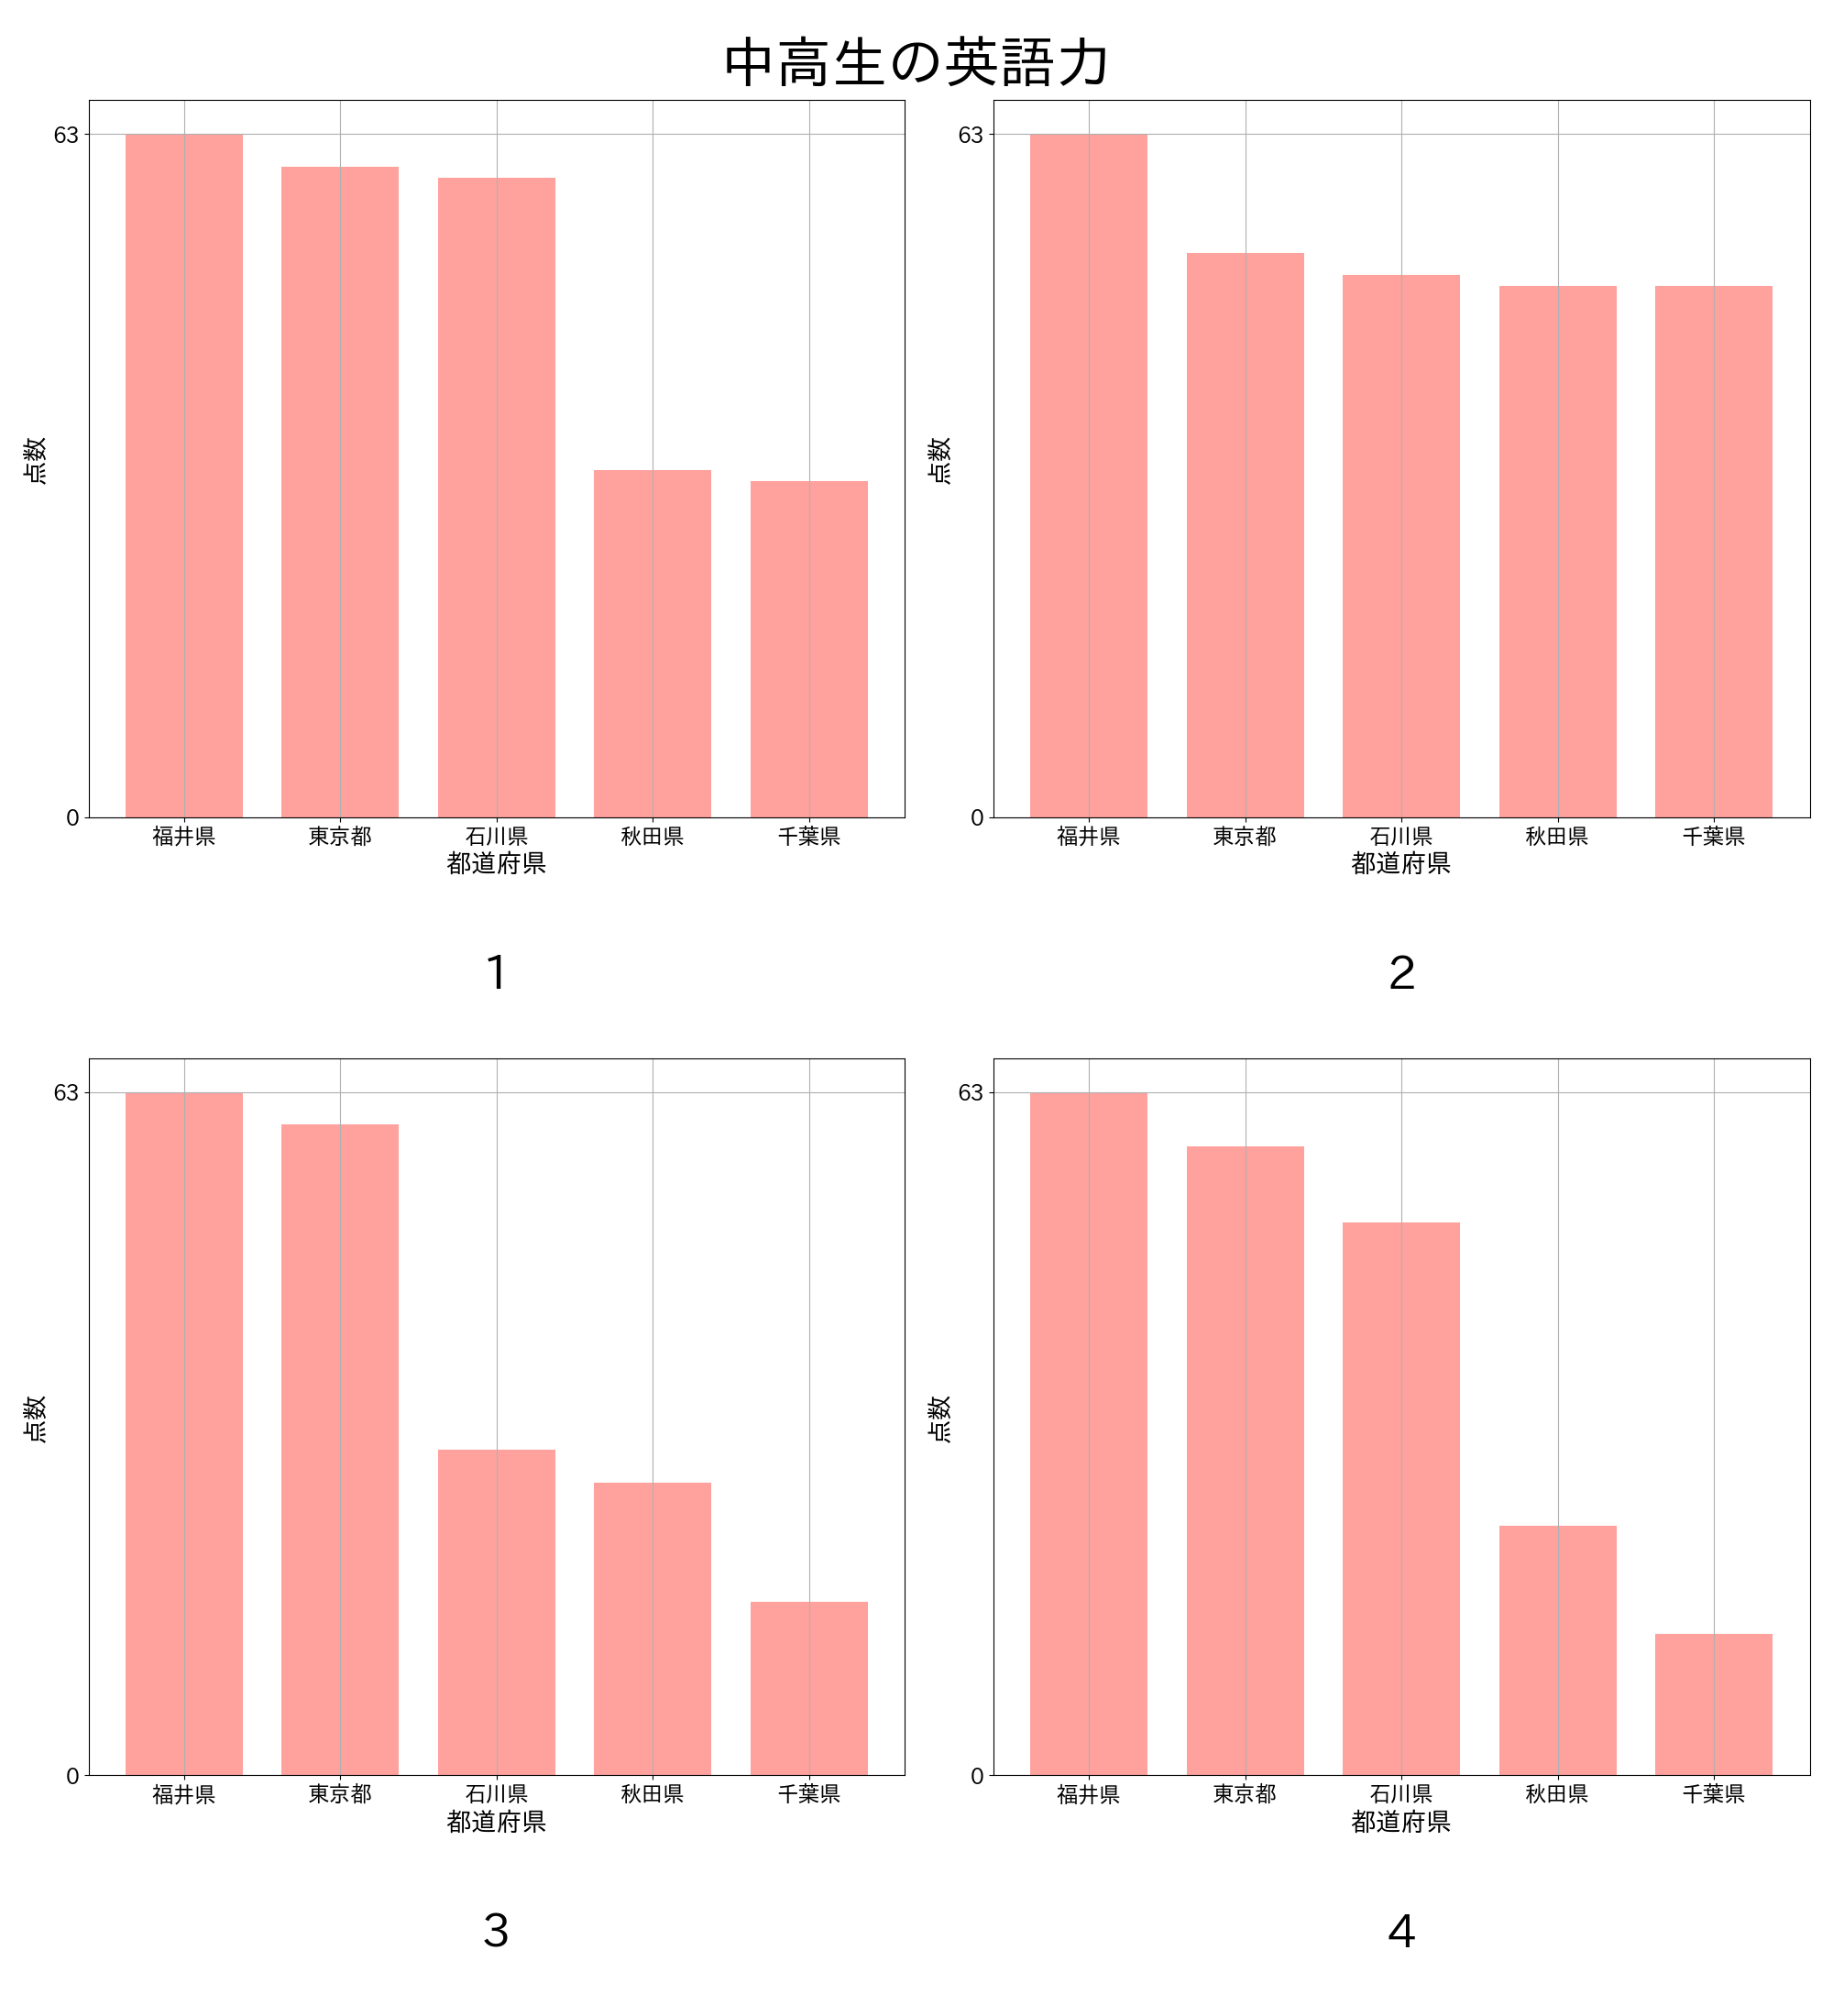 中高生の英語力
63
0
点数
福井県 東京都 石川県 秋田県 千葉県
都道府県
1
63
0
点数
福井県 東京都 石川県 秋田県 千葉県
都道府県
2
63
0
点数
福井県 東京都 石川県 秋田県 千葉県
都道府県
3
63
0
点数
福井県 東京都 石川県 秋田県 千葉県
都道府県
4